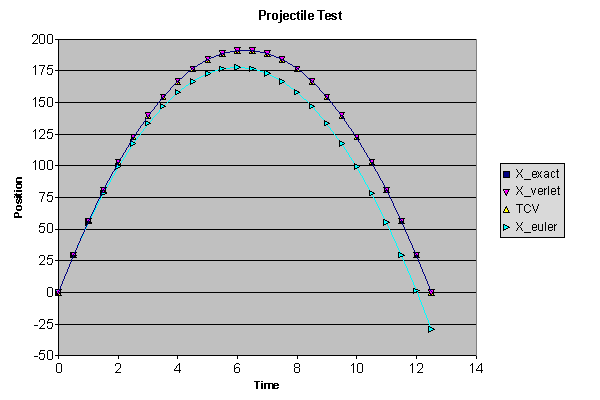 Projectile Test
200
175
150
125
100
75
50
25
0
-25
-50
Position
0 2 4 6 8 10 12 14
Time
X_exact
X_verlet
TCV
X_euler